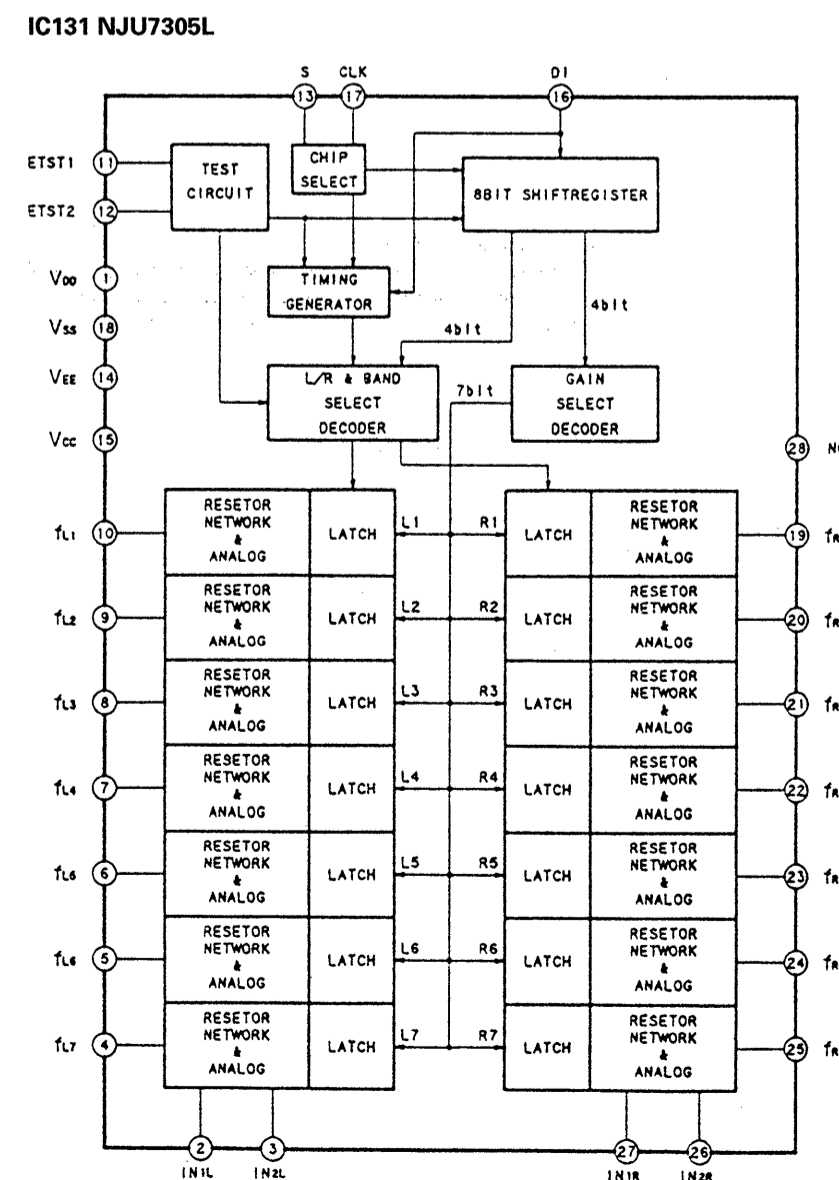 IC131 NJU7305L
S CLK DI
13 17 16
ETST1 11
ETST2 12
TEST
CIRCUIT
CHIP
SELECT
8BIT SHIFTREGISTER
VDD 1
VSS 18
VEE 14
VCC 15
TIMING
GENERATOR
4bit
4bit
L/R & BAND
SELECT
DECODER
7bit
GAIN
SELECT
DECODER
28
fL1 10
RESETOR
NETWORK
&
ANALOG
LATCH
L1 R1
LATCH
RESETOR
NETWORK
&
ANALOG
19
fL2 9
RESETOR
NETWORK
&
ANALOG
LATCH
L2 R2
LATCH
RESETOR
NETWORK
&
ANALOG
20
fL3 8
RESETOR
NETWORK
&
ANALOG
LATCH
L3 R3
LATCH
RESETOR
NETWORK
&
ANALOG
21
fL4 7
RESETOR
NETWORK
&
ANALOG
LATCH
L4 R4
LATCH
RESETOR
NETWORK
&
ANALOG
22
6
RESETOR
NETWORK
&
ANALOG
LATCH
L5 R5
LATCH
RESETOR
NETWORK
&
ANALOG
23
fL6 5
RESETOR
NETWORK
&
ANALOG
LATCH
L6 R6
LATCH
RESETOR
NETWORK
&
ANALOG
24
fL7 4
RESETOR
NETWORK
&
ANALOG
LATCH
L7 R7
LATCH
RESETOR
NETWORK
&
ANALOG
25
2 3 27 26
IN1L IN2L IN1R IN2R